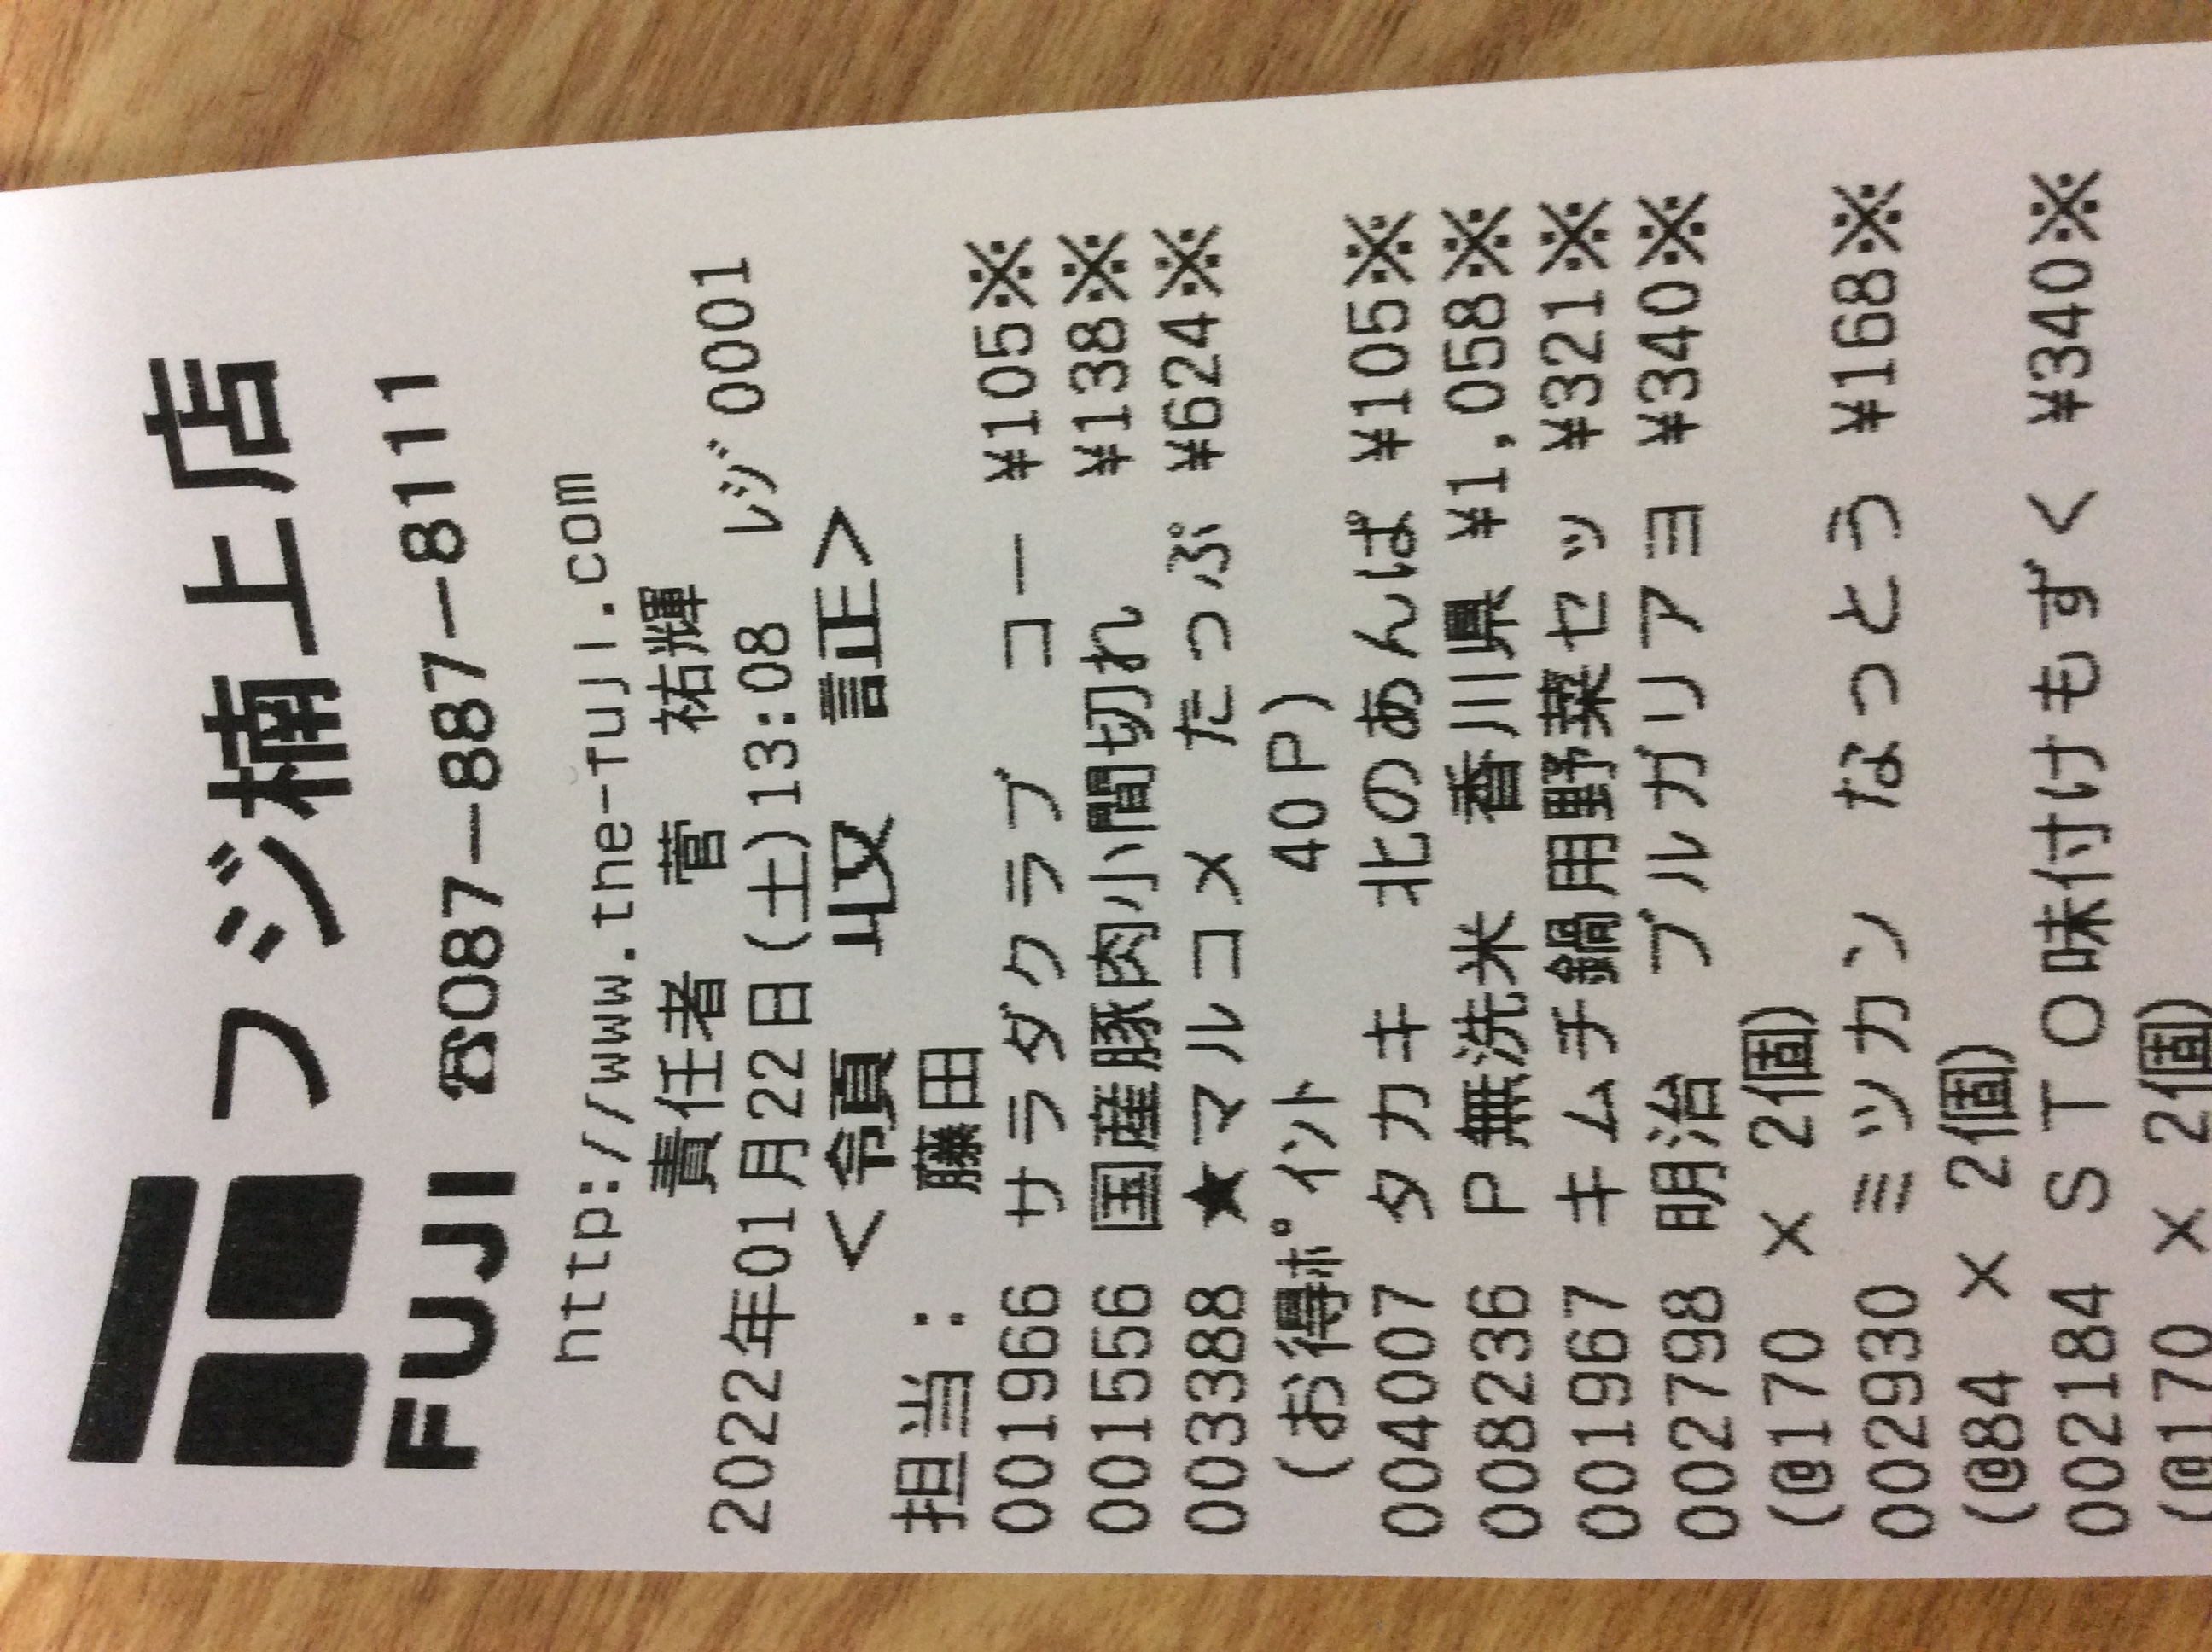 フジ楠上店
FUJI ☎087-887-8111
http://www.the-fuji.com
責任者 菅 祐輝
2022年01月22日(土)13:08 ﾚｼﾞ0001
<領 収 証>
担当: 藤田
001966 サラダクラブ コー ¥105※
001556 国産豚肉小間切れ ¥138※
003388 ★マルコメ たっぷ ¥624※
(お得ﾎﾟｲﾝﾄ 40P)
004007 タカキ 北のあんぱ ¥105※
008236 P無洗米 香川県 ¥1,058※
001967 キムチ鍋用野菜セッ ¥321※
002798 明治 ブルガリアヨ ¥340※
(@170 × 2個)
002930 ミツカン なっとう ¥168※
(@84 × 2個)
002184 STO味付けもずく ¥340※
(@170 × 2個)